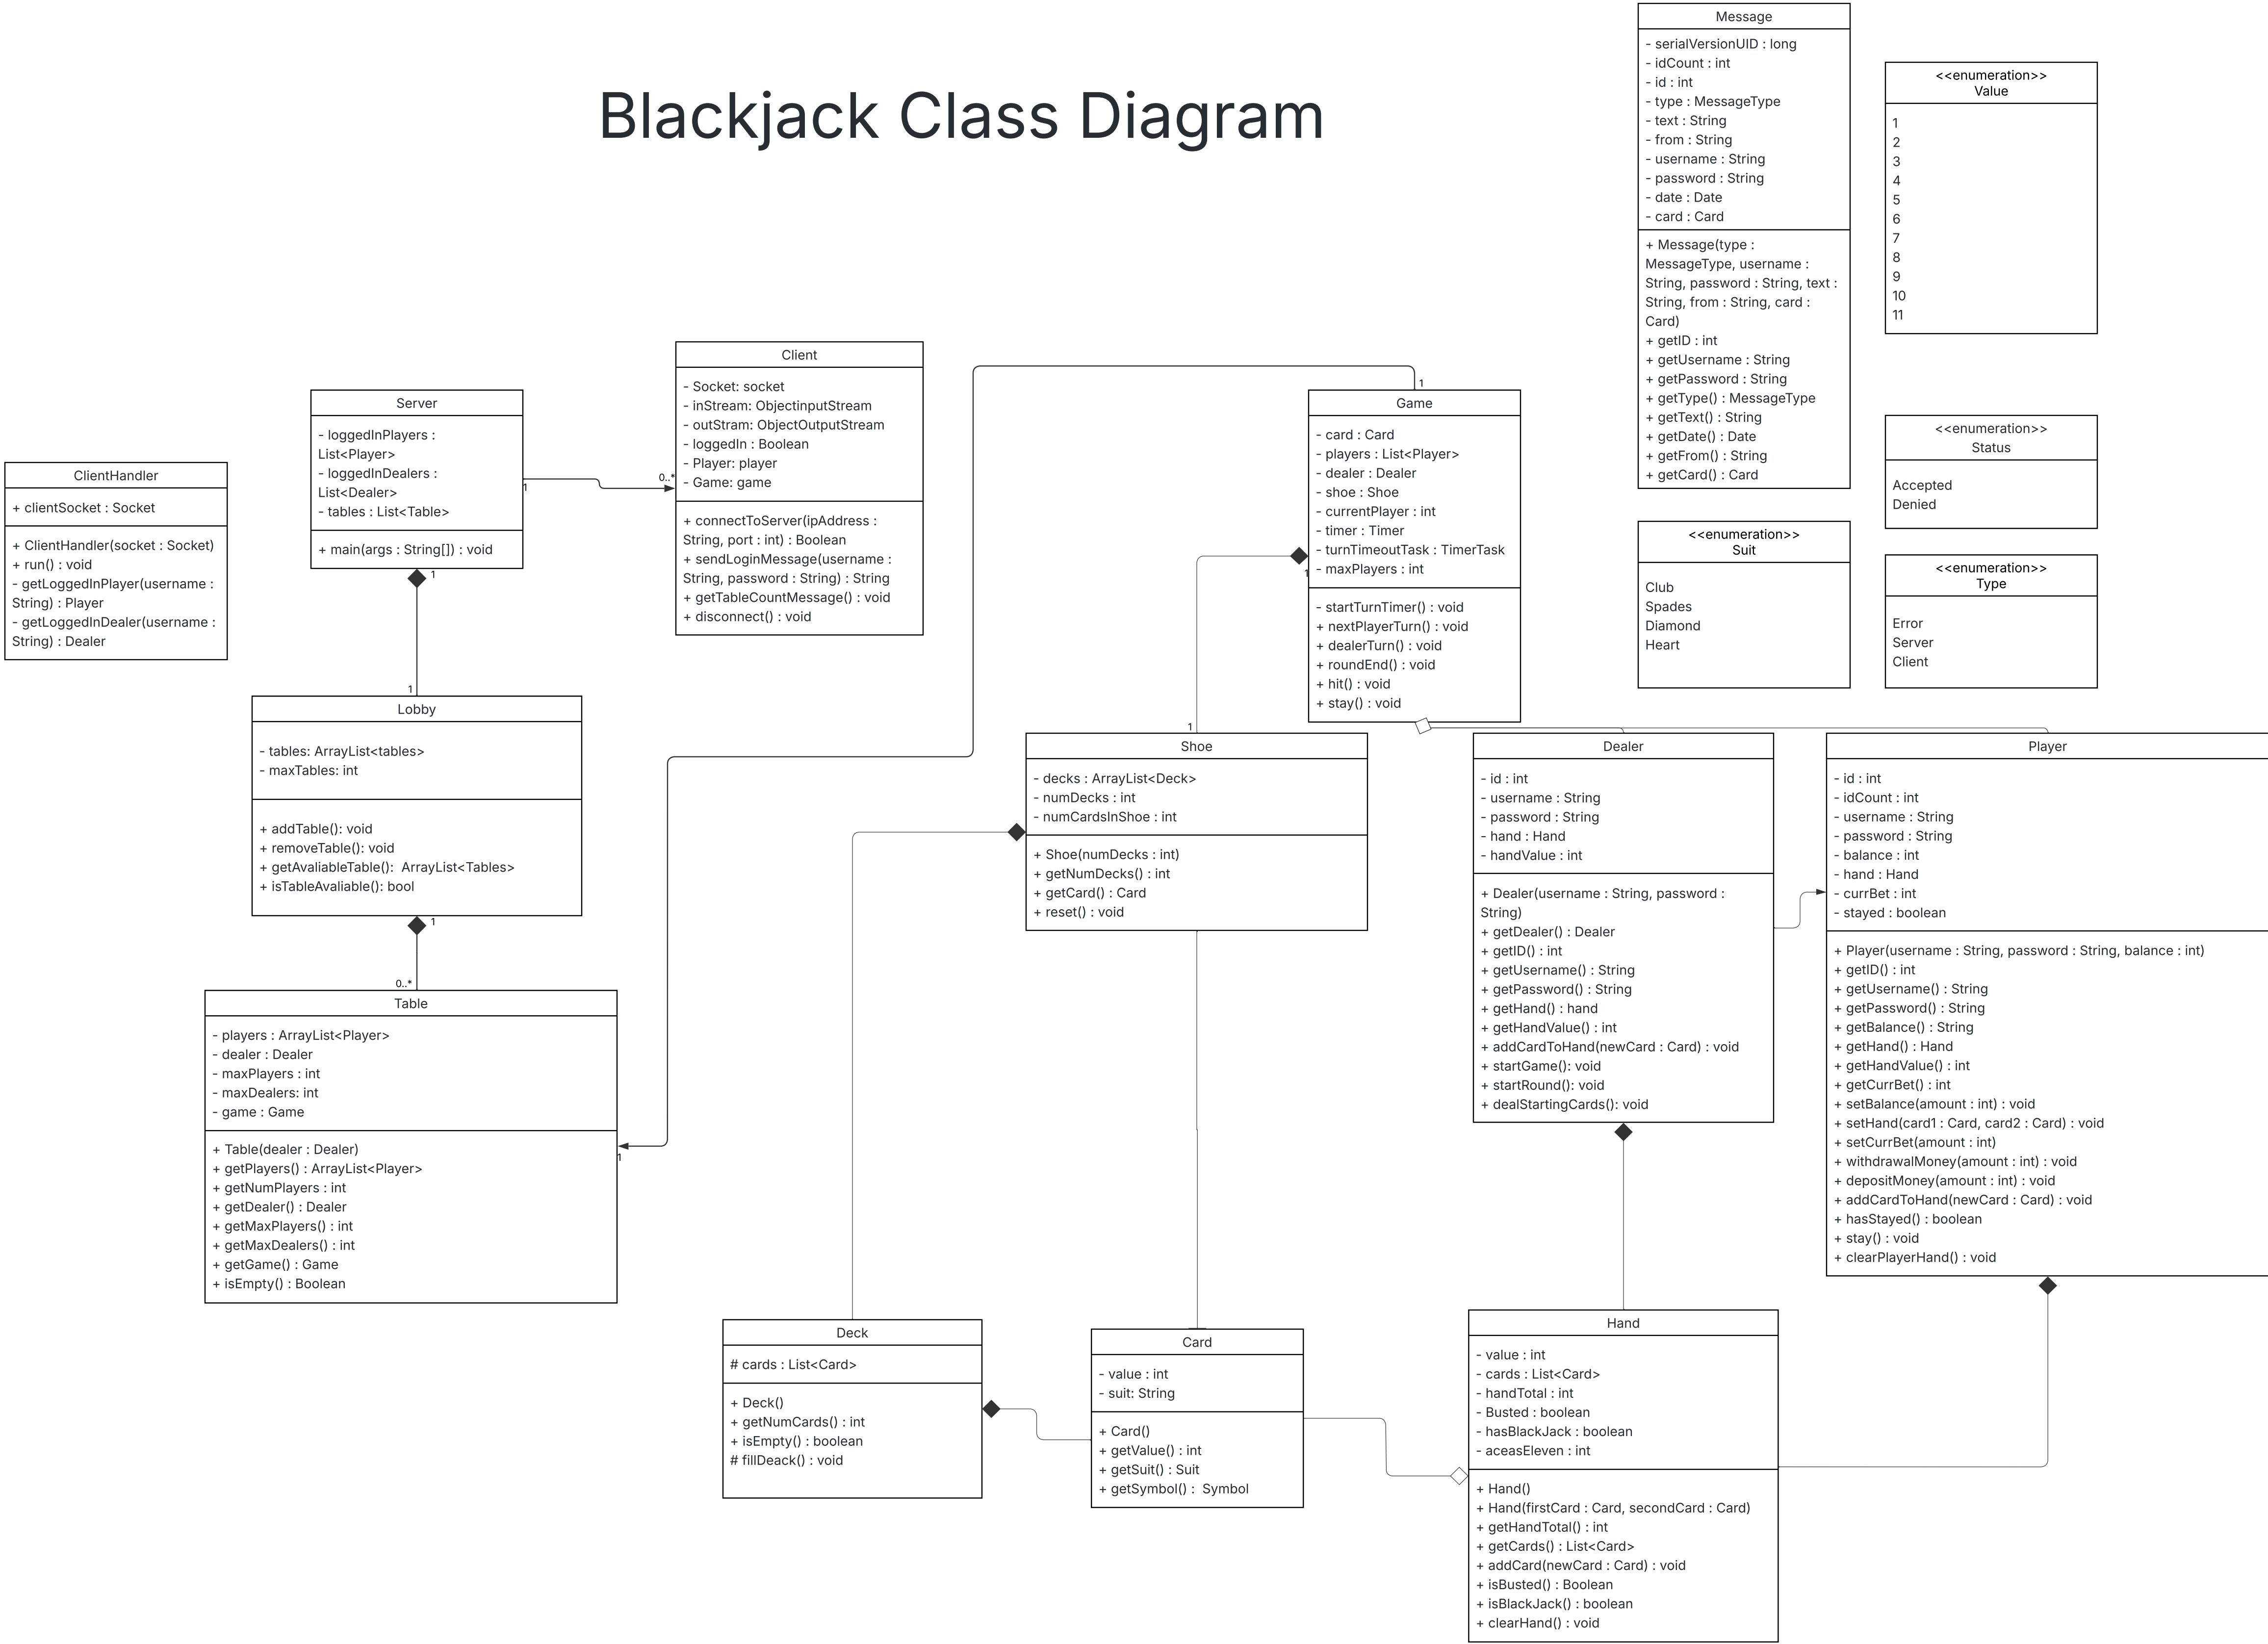 Blackjack Class Diagram
Message
- serialVersionUID : long
- idCount : int
- id : int
- type : MessageType
- text : String
- from : String
- username : String
- password : String
- date : Date
- card : Card
+ Message(type :
MessageType, username :
String, password : String, text :
String, from : String, card :
Card)
+ getID : int
+ getUsername : String
+ getPassword : String
+ getType() : MessageType
+ getText() : String
+ getDate() : Date
+ getFrom() : String
+ getCard() : Card
<<enumeration>>
Value
1
2
3
4
5
6
7
8
9
10
11
<<enumeration>>
Status
Accepted
Denied
<<enumeration>>
Suit
Club
Spades
Diamond
Heart
<<enumeration>>
Type
Error
Server
Client
ClientHandler
+ clientSocket : Socket
+ ClientHandler(socket : Socket)
+ run() : void
- getLoggedInPlayer(username :
String) : Player
- getLoggedInDealer(username :
String) : Dealer
Server
- loggedInPlayers :
List<Player>
- loggedInDealers :
List<Dealer>
- tables : List<Table>
+ main(args : String[]) : void
1
0..*
1
1
Client
- Socket: socket
- inStream: ObjectinputStream
- outStram: ObjectOutputStream
- loggedIn : Boolean
- Player: player
- Game: game
+ connectToServer(ipAddress :
String, port : int) : Boolean
+ sendLoginMessage(username :
String, password : String) : String
+ getTableCountMessage() : void
+ disconnect() : void
1
Game
- card : Card
- players : List<Player>
- dealer : Dealer
- shoe : Shoe
- currentPlayer : int
- timer : Timer
- turnTimeoutTask : TimerTask
- maxPlayers : int
- startTurnTimer() : void
+ nextPlayerTurn() : void
+ dealerTurn() : void
+ roundEnd() : void
+ hit() : void
+ stay() : void
1
1
Lobby
- tables: ArrayList<tables>
- maxTables: int
+ addTable(): void
+ removeTable(): void
+ getAvaliableTable():  ArrayList<Tables>
+ isTableAvaliable(): bool
1
0..*
Table
- players : ArrayList<Player>
- dealer : Dealer
- maxPlayers : int
- maxDealers: int
- game : Game
+ Table(dealer : Dealer)
+ getPlayers() : ArrayList<Player>
+ getNumPlayers : int
+ getDealer() : Dealer
+ getMaxPlayers() : int
+ getMaxDealers() : int
+ getGame() : Game
+ isEmpty() : Boolean
1
Shoe
- decks : ArrayList<Deck>
- numDecks : int
- numCardsInShoe : int
+ Shoe(numDecks : int)
+ getNumDecks() : int
+ getCard() : Card
+ reset() : void
Dealer
- id : int
- username : String
- password : String
- hand : Hand
- handValue : int
+ Dealer(username : String, password :
String)
+ getDealer() : Dealer
+ getID() : int
+ getUsername() : String
+ getPassword() : String
+ getHand() : hand
+ getHandValue() : int
+ addCardToHand(newCard : Card) : void
+ startGame(): void
+ startRound(): void
+ dealStartingCards(): void
Player
- id : int
- idCount : int
- username : String
- password : String
- balance : int
- hand : Hand
- currBet : int
- stayed : boolean
+ Player(username : String, password : String, balance : int)
+ getID() : int
+ getUsername() : String
+ getPassword() : String
+ getBalance() : String
+ getHand() : Hand
+ getHandValue() : int
+ getCurrBet() : int
+ setBalance(amount : int) : void
+ setHand(card1 : Card, card2 : Card) : void
+ setCurrBet(amount : int)
+ withdrawalMoney(amount : int) : void
+ depositMoney(amount : int) : void
+ addCardToHand(newCard : Card) : void
+ hasStayed() : boolean
+ stay() : void
+ clearPlayerHand() : void
Deck
# cards : List<Card>
+ Deck()
+ getNumCards() : int
+ isEmpty() : boolean
# fillDeack() : void
Card
- value : int
- suit: String
+ Card()
+ getValue() : int
+ getSuit() : Suit
+ getSymbol() :  Symbol
Hand
- value : int
- cards : List<Card>
- handTotal : int
- Busted : boolean
- hasBlackJack : boolean
- aceasEleven : int
+ Hand()
+ Hand(firstCard : Card, secondCard : Card)
+ getHandTotal() : int
+ getCards() : List<Card>
+ addCard(newCard : Card) : void
+ isBusted() : Boolean
+ isBlackJack() : boolean
+ clearHand() : void